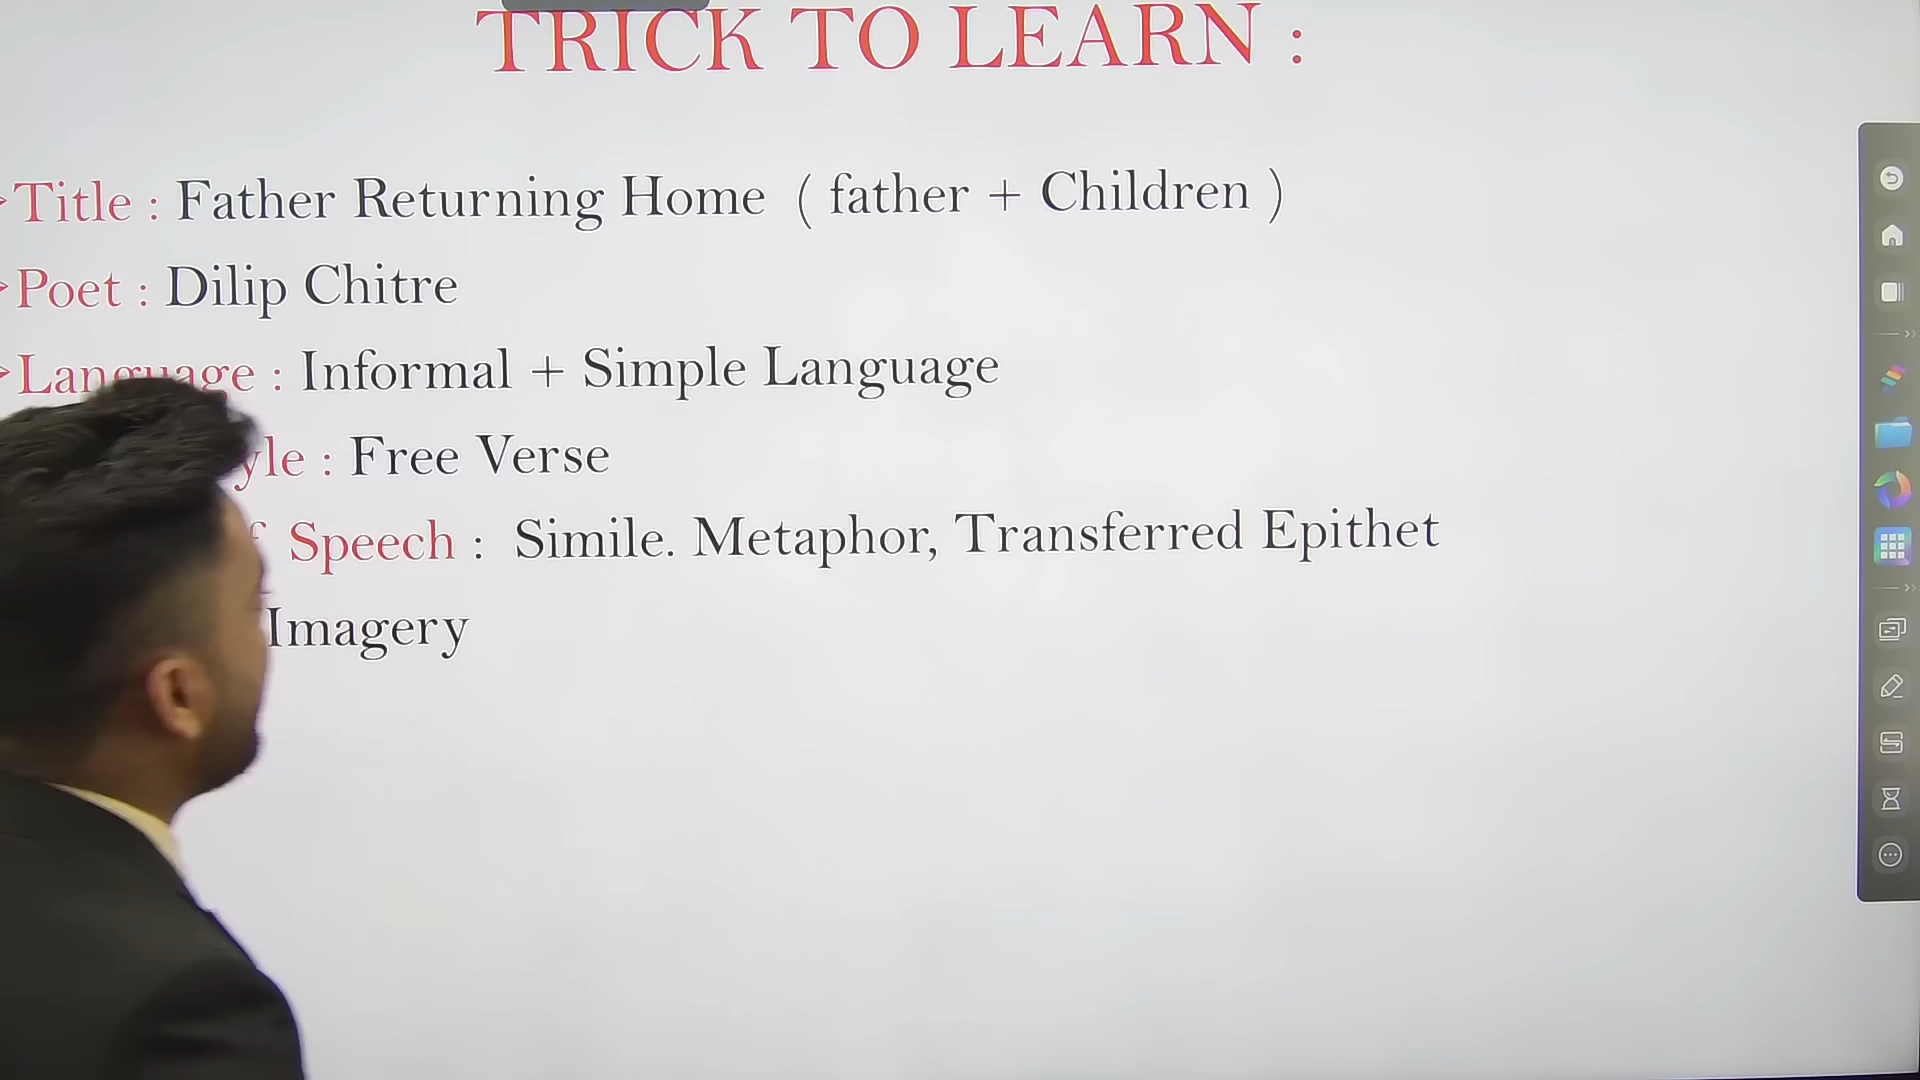 TRICK TO LEARN :
Title : Father Returning Home ( father + Children )
Poet : Dilip Chitre
Language : Informal + Simple Language
: Free Verse
Speech : Simile. Metaphor, Transferred Epithet
Imagery